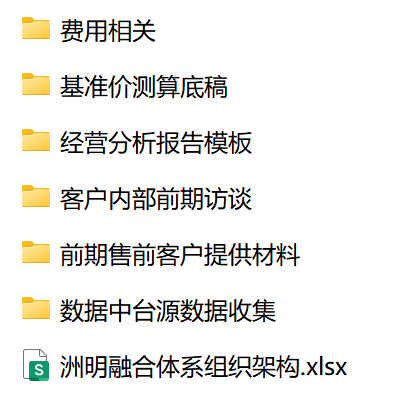 费用相关
基准价测算底稿
经营分析报告模板
客户内部前期访谈
前期售前客户提供材料
数据中台源数据收集
洲明融合体系组织架构.xlsx